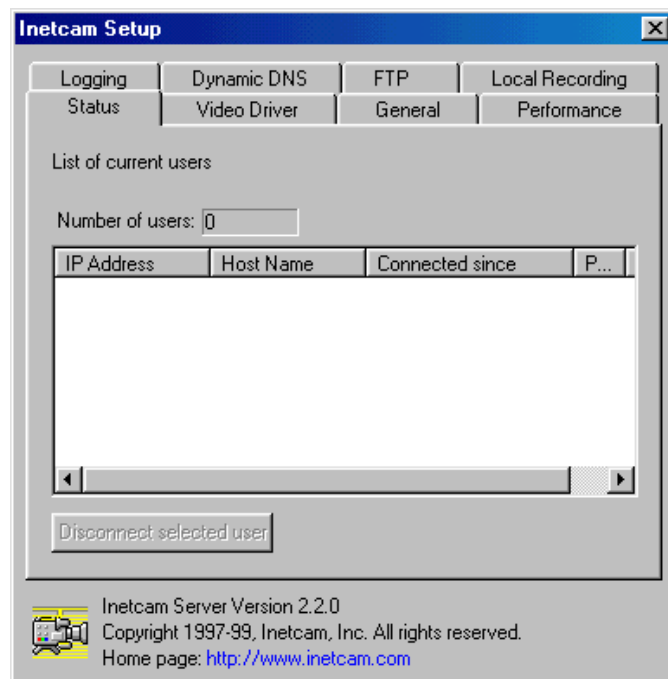 Inetcam Setup
Logging Dynamic DNS FTP Local Recording
Status Video Driver General Performance
List of current users
Number of users: 0
IP Address Host Name Connected since P...
Disconnect selected user
Inetcam Server Version 2.2.0
Copyright 1997-99, Inetcam, Inc. All rights reserved.
Home page: http://www.inetcam.com